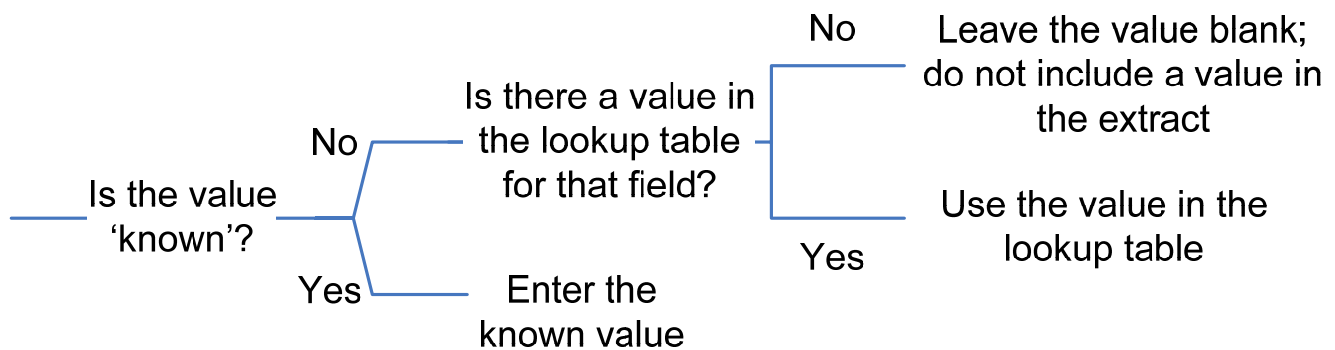 Is the value
‘known’?
No
Yes
Is there a value in
the lookup table
for that field?
Enter the
known value
No
Yes
Leave the value blank;
do not include a value in
the extract
Use the value in the
lookup table